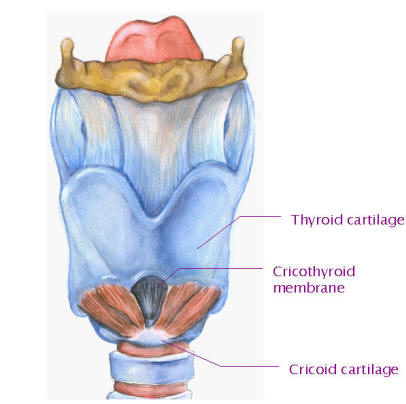 Thyroid cartilage
Cricothyroid
membrane
Cricoid cartilage